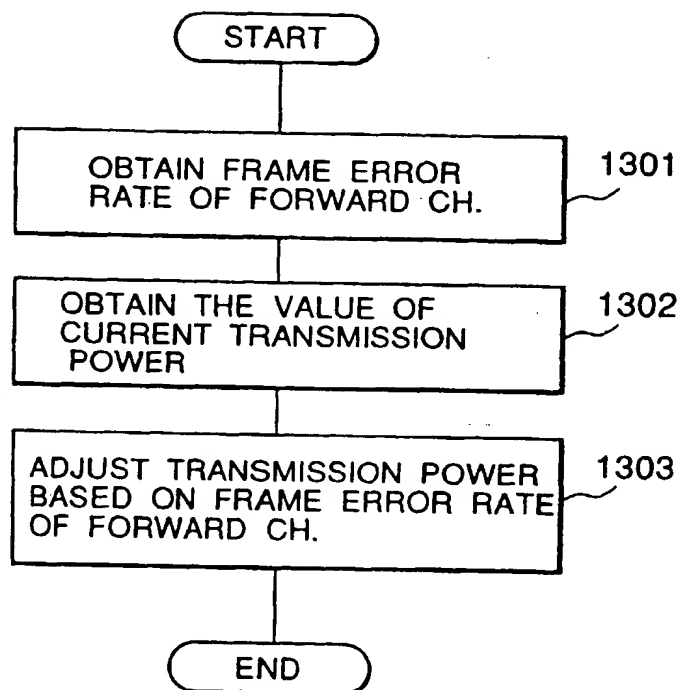 START
OBTAIN FRAME ERROR
RATE OF FORWARD CH.
1301
OBTAIN THE VALUE OF
CURRENT TRANSMISSION
POWER
1302
ADJUST TRANSMISSION POWER
BASED ON FRAME ERROR RATE
OF FORWARD CH.
1303
END